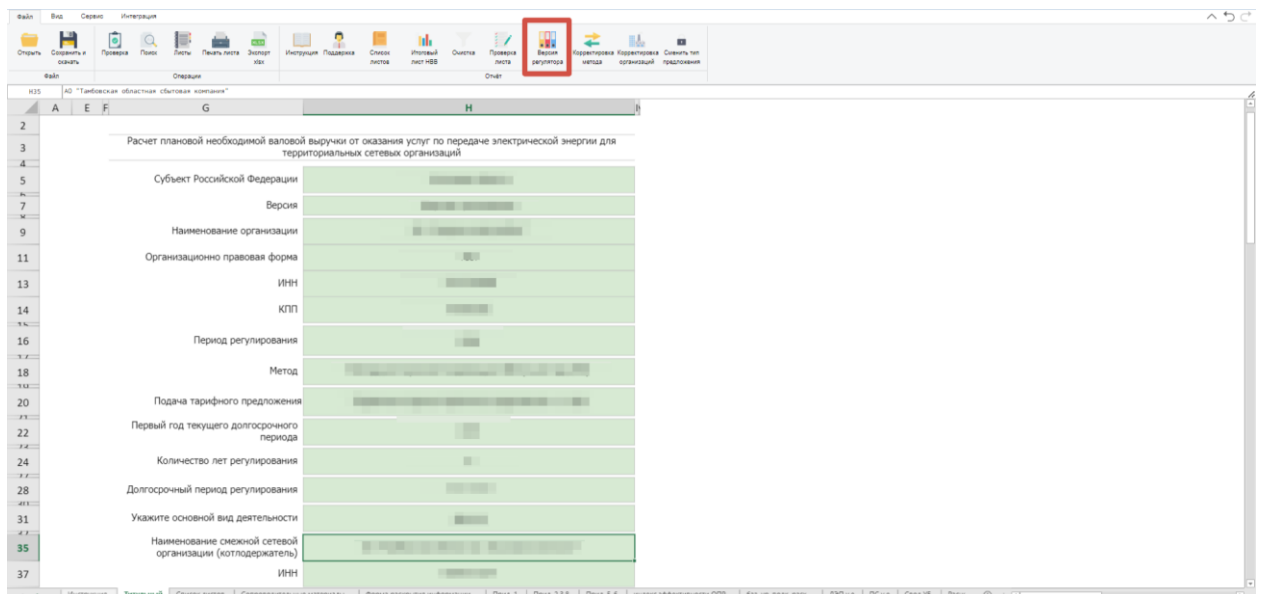 Файл Вид Сервис Интеграция
Открыть Сохранить и скачать Проверка Поиск Листы Печать листа Экспорт xlsx Инструкция Поддержка Список листов Итоговый лист НВВ Очистка Проверка листа Версия регулятора Корректировка метода Корректировка организаций Сменить тип предложения
Файл Операции Отчёт
H35 АО "Тамбовская областная сбытовая компания"
A E F G H
2
3 Расчет плановой необходимой валовой выручки от оказания услуг по передаче электрической энергии для
территориальных сетевых организаций
4
5 Субъект Российской Федерации
7 Версия
9 Наименование организации
11 Организационно правовая форма
13 ИНН
14 КПП
16 Период регулирования
18 Метод
20 Подача тарифного предложения
22 Первый год текущего долгосрочного
периода
24 Количество лет регулирования
28 Долгосрочный период регулирования
31 Укажите основной вид деятельности
35 Наименование смежной сетевой
организации (котлодержатель)
37 ИНН